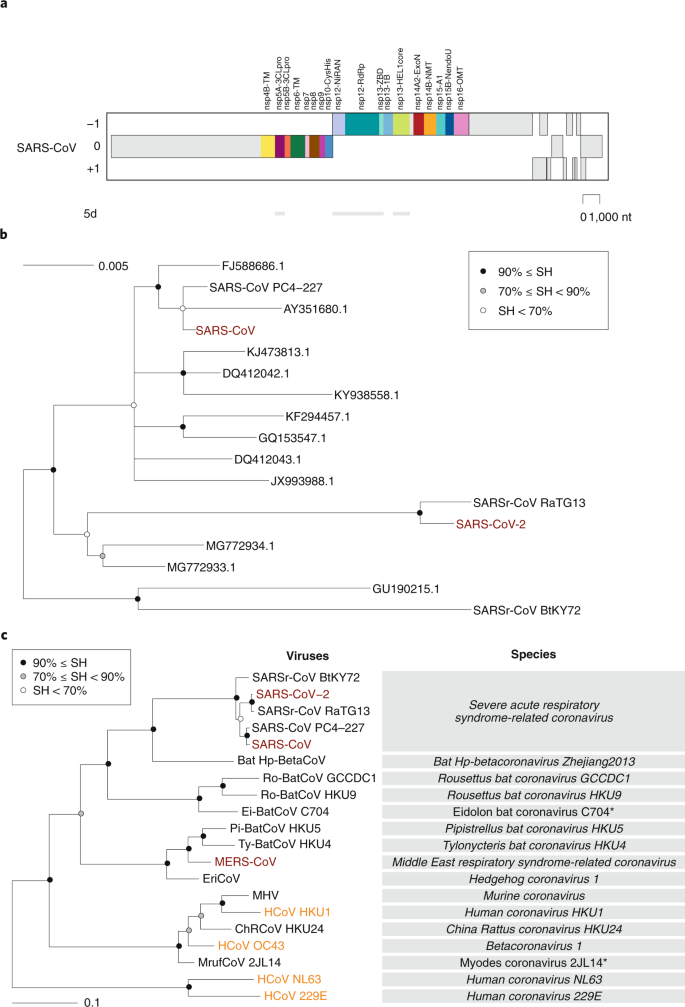 a
nsp4B-TM
nsp5A-3CLpro
nsp5B-3CLpro
nsp6-TM
nsp7
nsp8
nsp9
nsp10-CysHis
nsp12-NiRAN
nsp12-RdRp
nsp13-ZBD
nsp13-1B
nsp13-HEL1core
nsp14A2-ExoN
nsp14B-NMT
nsp15-A1
nsp15B-NendoU
nsp16-OMT
−1
SARS-CoV 0
+1
5d
0 1,000 nt
b
0.005
90% ≤ SH
70% ≤ SH < 90%
SH < 70%
FJ588686.1
SARS-CoV PC4−227
AY351680.1
SARS-CoV
KJ473813.1
DQ412042.1
KY938558.1
KF294457.1
GQ153547.1
DQ412043.1
JX993988.1
SARSr-CoV RaTG13
SARS-CoV-2
MG772934.1
MG772933.1
GU190215.1
SARSr-CoV BtKY72
c
90% ≤ SH
70% ≤ SH < 90%
SH < 70%
Viruses Species
SARSr-CoV BtKY72
SARS-CoV−2
SARSr-CoV RaTG13
SARS-CoV PC4−227
SARS-CoV
Severe acute respiratory
syndrome-related coronavirus
Bat Hp-BetaCoV Bat Hp-betacoronavirus Zhejiang2013
Ro-BatCoV GCCDC1 Rousettus bat coronavirus GCCDC1
Ro-BatCoV HKU9 Rousettus bat coronavirus HKU9
Ei-BatCoV C704 Eidolon bat coronavirus C704*
Pi-BatCoV HKU5 Pipistrellus bat coronavirus HKU5
Ty-BatCoV HKU4 Tylonycteris bat coronavirus HKU4
MERS-CoV Middle East respiratory syndrome-related coronavirus
EriCoV Hedgehog coronavirus 1
MHV Murine coronavirus
HCoV HKU1 Human coronavirus HKU1
ChRCoV HKU24 China Rattus coronavirus HKU24
HCoV OC43 Betacoronavirus 1
MrufCoV 2JL14 Myodes coronavirus 2JL14*
HCoV NL63 Human coronavirus NL63
HCoV 229E Human coronavirus 229E
0.1